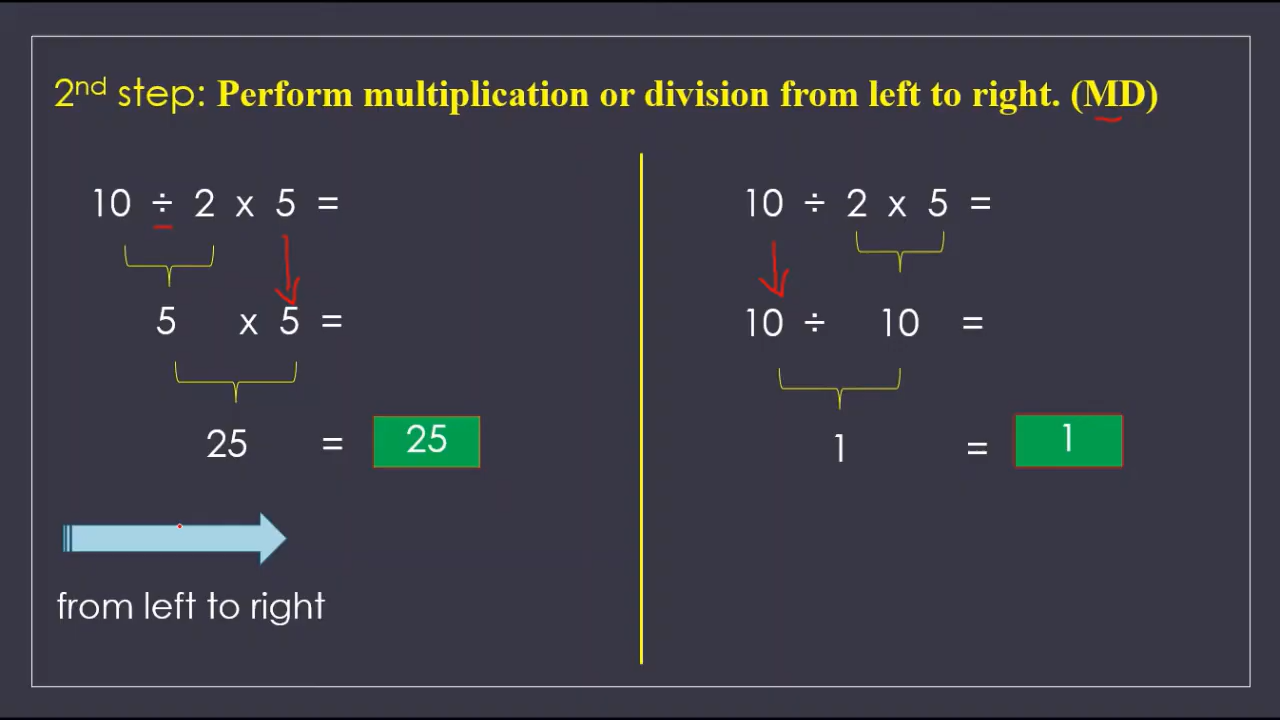 2nd step: Perform multiplication or division from left to right. (MD)
10 ÷ 2 x 5 =
5 x 5 =
25 = 25
from left to right
10 ÷ 2 x 5 =
10 ÷ 10 =
1 = 1